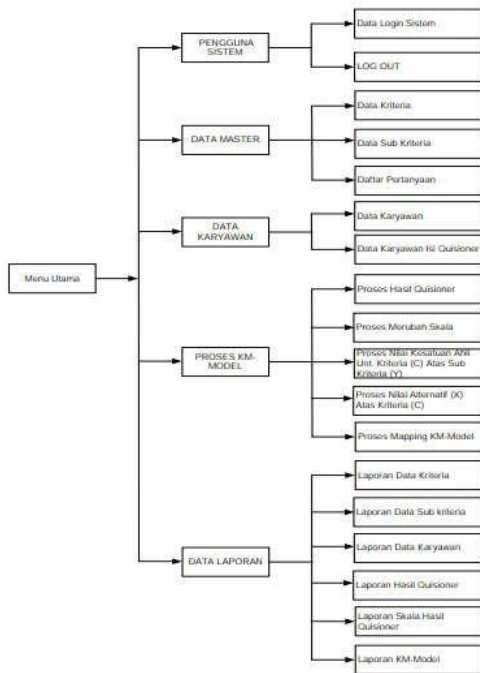 Menu Utama
PENGGUNA
SISTEM
Data Login Sistem
LOG OUT
DATA MASTER
Data Kriteria
Data Sub Kriteria
Daftar Pertanyaan
DATA
KARYAWAN
Data Karyawan
Data Karyawan Isi Quisioner
PROSES KM-
MODEL
Proses Hasil Quisioner
Proses Merubah Skala
Proses Nilai Kesatuan Ahli
Unt. Kriteria (C) Atas Sub
Kriteria (Y)
Proses Nilai Alternatif (X)
Atas Kriteria (C)
Proses Mapping KM-Model
DATA LAPORAN
Laporan Data Kriteria
Laporan Data Sub kriteria
Laporan Data Karyawan
Laporan Hasil Quisioner
Laporan Skala Hasil
Quisioner
Laporan KM-Model